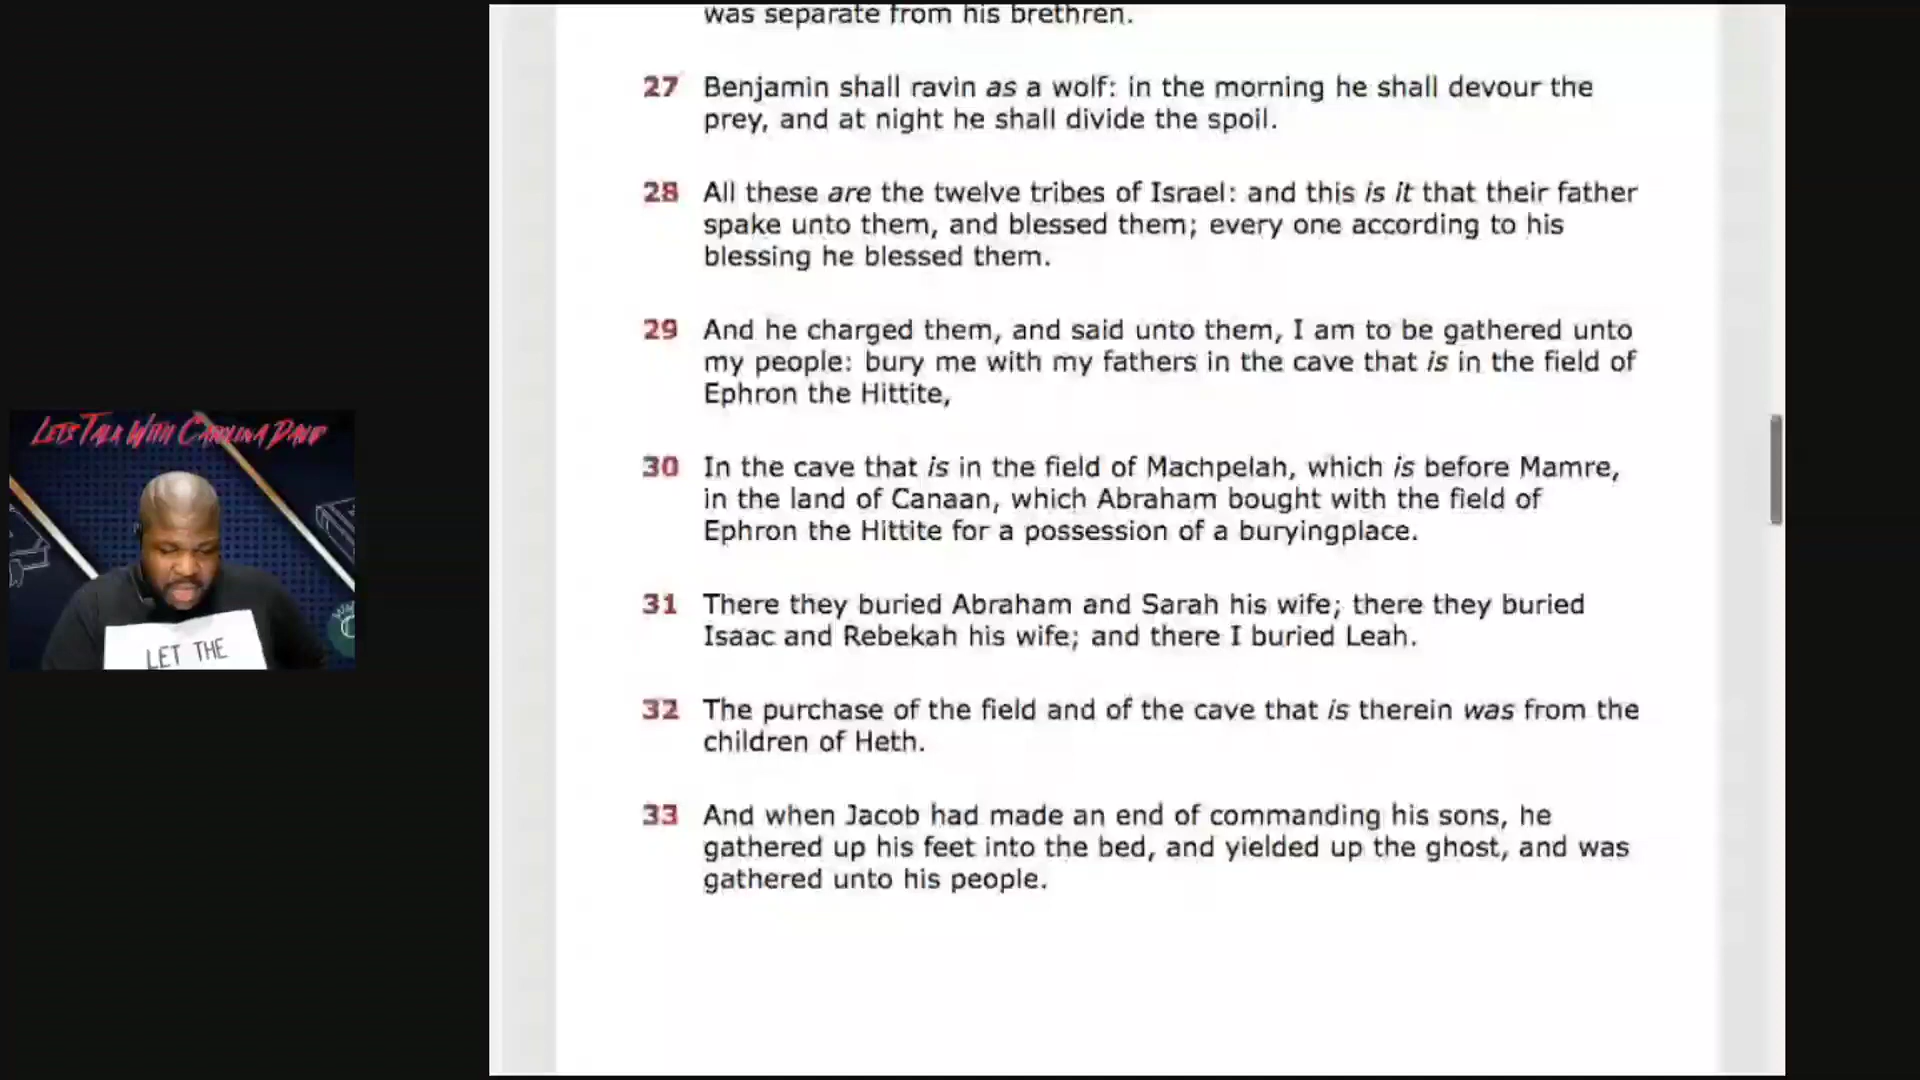 was separate from his brethren.
27 Benjamin shall ravin as a wolf: in the morning he shall devour the
prey, and at night he shall divide the spoil.
28 All these are the twelve tribes of Israel: and this is it that their father
spake unto them, and blessed them; every one according to his
blessing he blessed them.
29 And he charged them, and said unto them, I am to be gathered unto
my people: bury me with my fathers in the cave that is in the field of
Ephron the Hittite,
30 In the cave that is in the field of Machpelah, which is before Mamre,
in the land of Canaan, which Abraham bought with the field of
Ephron the Hittite for a possession of a buryingplace.
31 There they buried Abraham and Sarah his wife; there they buried
Isaac and Rebekah his wife; and there I buried Leah.
32 The purchase of the field and of the cave that is therein was from the
children of Heth.
33 And when Jacob had made an end of commanding his sons, he
gathered up his feet into the bed, and yielded up the ghost, and was
gathered unto his people.
LETS TALK WITH CAROLINA DAVID
LET THE